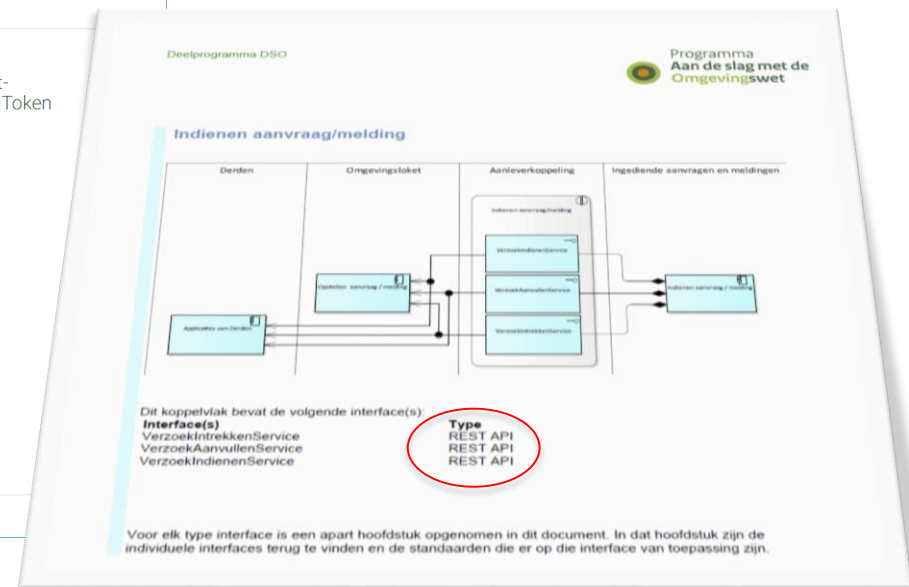 t-
Token
Deelprogramma DSO
Programma
Aan de slag met de
Omgevingswet
Indienen aanvraag/melding
Derden
Omgevingsloket
Aanleverkoppeling
Ingediende aanvragen en meldingen
Indienen aanvraag/melding
VerzoekIndienenService
Opstellen aanvraag / melding
VerzoekAanvullenService
Indienen aanvraag / melding
Applicaties van Derden
VerzoekIntrekkenService
Dit koppelvlak bevat de volgende interface(s):
Interface(s) Type
VerzoekIntrekkenService REST API
VerzoekAanvullenService REST API
VerzoekIndienenService REST API
Voor elk type interface is een apart hoofdstuk opgenomen in dit document. In dat hoofdstuk zijn de
individuele interfaces terug te vinden en de standaarden die er op die interface van toepassing zijn.